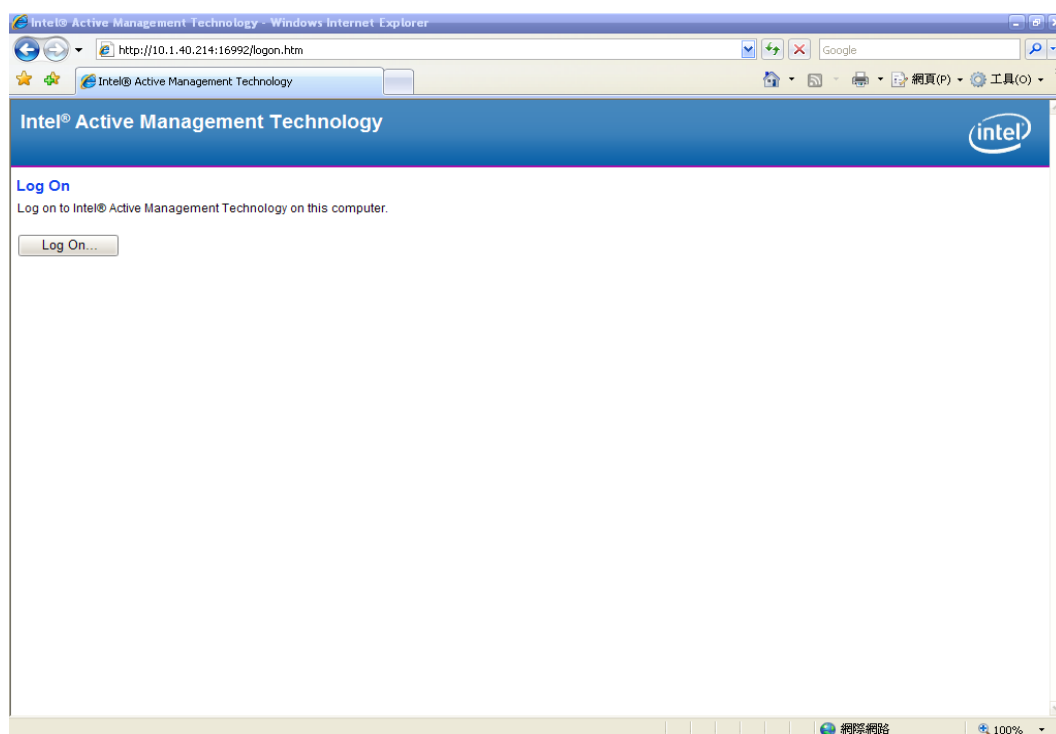 Intel® Active Management Technology - Windows Internet Explorer
http://10.1.40.214:16992/logon.htm
Google
Intel® Active Management Technology
網頁(P)
工具(O)
Intel® Active Management Technology
intel
Log On
Log on to Intel® Active Management Technology on this computer.
Log On...
網際網路
100%